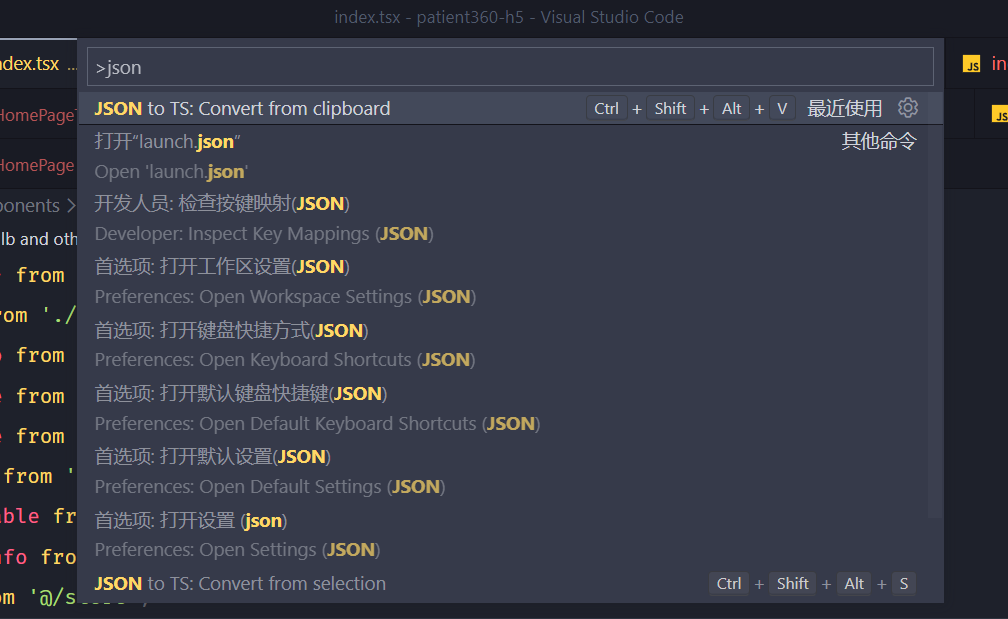 index.tsx - patient360-h5 - Visual Studio Code
ndex.tsx ...
JS in
>json
JSON to TS: Convert from clipboard Ctrl + Shift + Alt + V 最近使用
HomePage
JS
打开“launch.json” 其他命令
Open 'launch.json'
HomePage
开发人员: 检查按键映射(JSON)
ponents >
Developer: Inspect Key Mappings (JSON)
lb and oth
首选项: 打开工作区设置(JSON)
from
Preferences: Open Workspace Settings (JSON)
om './
首选项: 打开键盘快捷方式(JSON)
from
Preferences: Open Keyboard Shortcuts (JSON)
首选项: 打开默认键盘快捷键(JSON)
from
Preferences: Open Default Keyboard Shortcuts (JSON)
from
首选项: 打开默认设置(JSON)
from '
Preferences: Open Default Settings (JSON)
able fr
首选项: 打开设置 (json)
Preferences: Open Settings (JSON)
nfo fro
JSON to TS: Convert from selection Ctrl + Shift + Alt + S
om '@/s